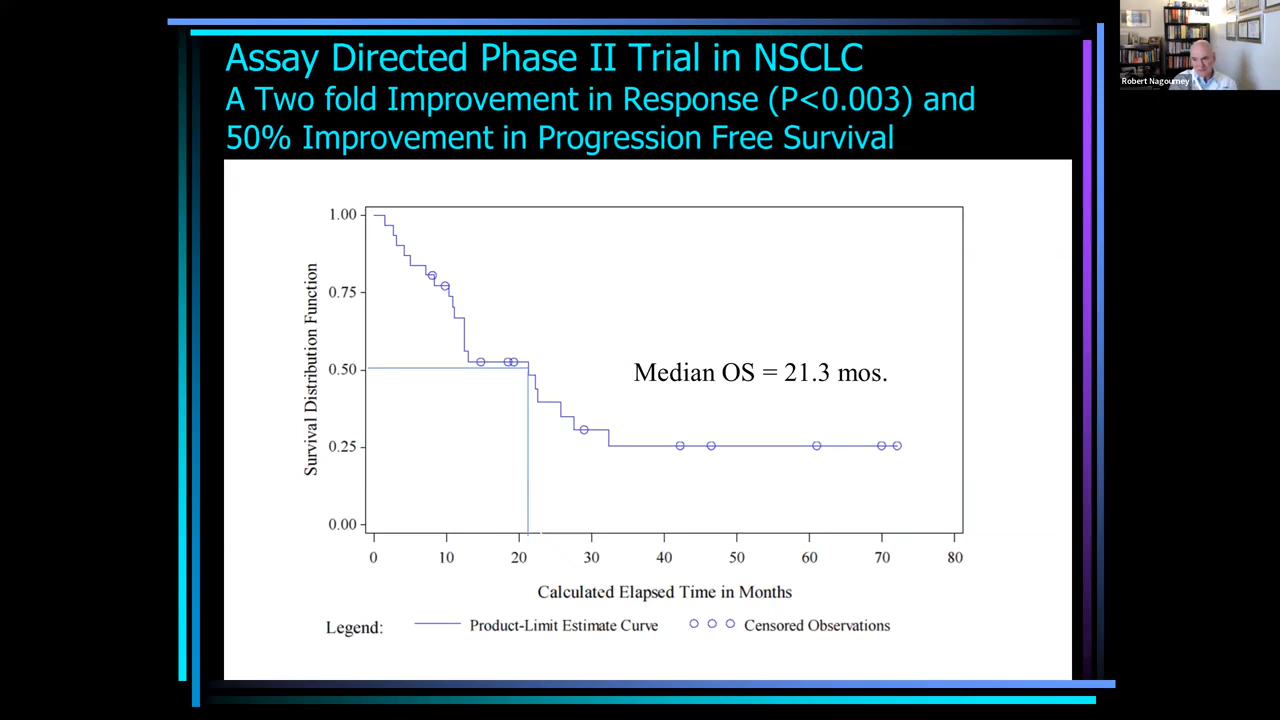 Assay Directed Phase II Trial in NSCLC
A Two fold Improvement in Response (P<0.003) and
50% Improvement in Progression Free Survival
Robert Nagourney
1.00
0.75
0.50
0.25
0.00
Survival Distribution Function
Median OS = 21.3 mos.
0 10 20 30 40 50 60 70 80
Calculated Elapsed Time in Months
Legend: Product-Limit Estimate Curve Censored Observations